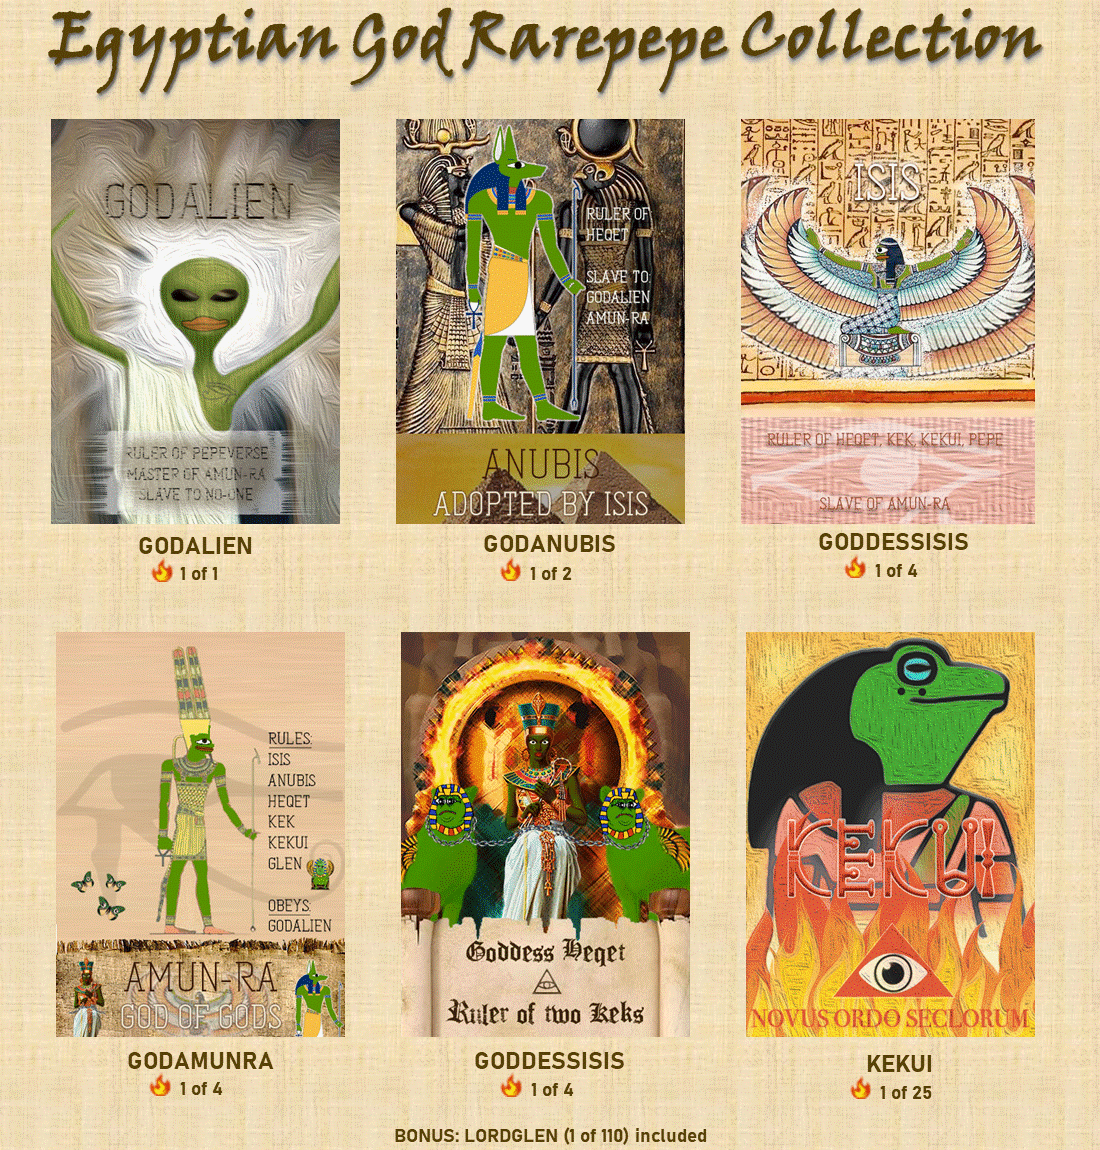 Egyptian God Rarepepe Collection
GODALIEN
RULER OF PEPEVERSE
MASTER OF AMUN-RA
SLAVE TO NO-ONE
GODALIEN
1 of 1
RULER OF
HEQET
SLAVE TO
GODALIEN
AMUN-RA
ANUBIS
ADOPTED BY ISIS
GODANUBIS
1 of 2
ISIS
RULER OF HEQET, KEK, KEKUI, PEPE
SLAVE OF AMUN-RA
GODDESSISIS
1 of 4
RULES:
ISIS
ANUBIS
HEQET
KEK
KEKUI
GLEN
OBEYS:
GODALIEN
AMUN-RA
GOD OF GODS
GODAMUNRA
1 of 4
Goddess Heqet
Ruler of two Keks
GODDESSISIS
1 of 4
KEKUI
NOVUS ORDO SECLORUM
KEKUI
1 of 25
BONUS: LORDGLEN (1 of 110) included